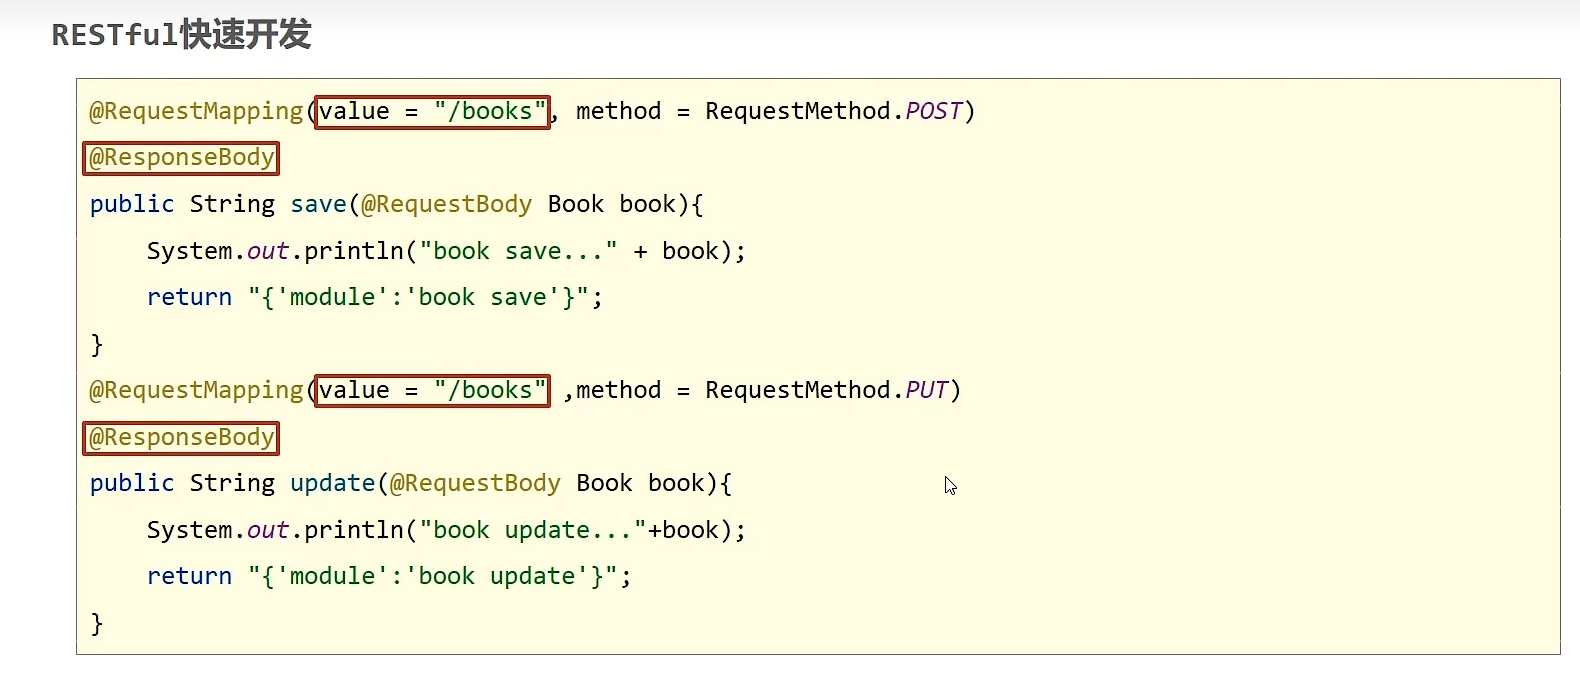 RESTful快速开发
@RequestMapping(value = "/books", method = RequestMethod.POST)
@ResponseBody
public String save(@RequestBody Book book){
    System.out.println("book save..." + book);
    return "{'module':'book save'}";
}
@RequestMapping(value = "/books" ,method = RequestMethod.PUT)
@ResponseBody
public String update(@RequestBody Book book){
    System.out.println("book update..."+book);
    return "{'module':'book update'}";
}